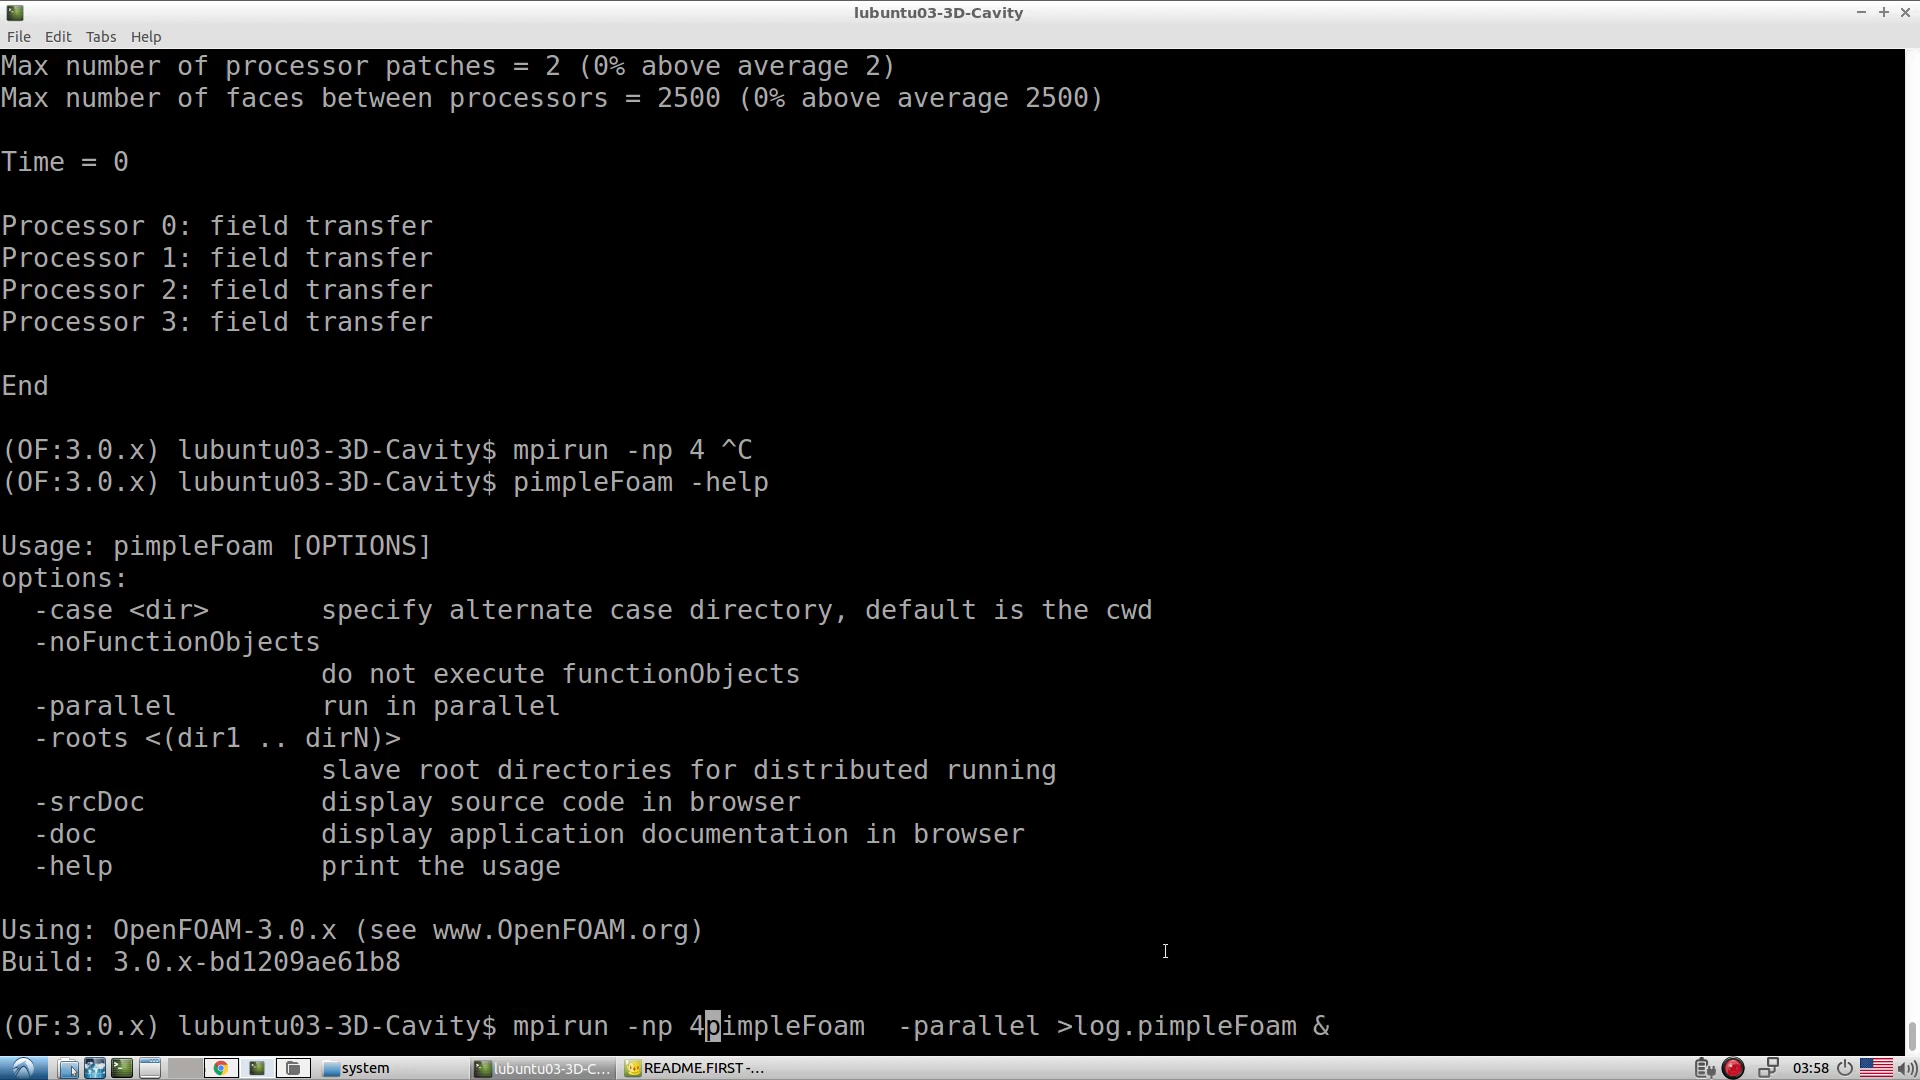 lubuntu03-3D-Cavity
File Edit Tabs Help
Max number of processor patches = 2 (0% above average 2)
Max number of faces between processors = 2500 (0% above average 2500)
Time = 0
Processor 0: field transfer
Processor 1: field transfer
Processor 2: field transfer
Processor 3: field transfer
End
(OF:3.0.x) lubuntu03-3D-Cavity$ mpirun -np 4 ^C
(OF:3.0.x) lubuntu03-3D-Cavity$ pimpleFoam -help
Usage: pimpleFoam [OPTIONS]
options:
-case <dir> specify alternate case directory, default is the cwd
-noFunctionObjects
do not execute functionObjects
-parallel run in parallel
-roots <(dir1 .. dirN)>
slave root directories for distributed running
-srcDoc display source code in browser
-doc display application documentation in browser
-help print the usage
Using: OpenFOAM-3.0.x (see www.OpenFOAM.org)
Build: 3.0.x-bd1209ae61b8
(OF:3.0.x) lubuntu03-3D-Cavity$ mpirun -np 4pimpleFoam  -parallel >log.pimpleFoam &
system lubuntu03-3D-C... README.FIRST -... 03:58